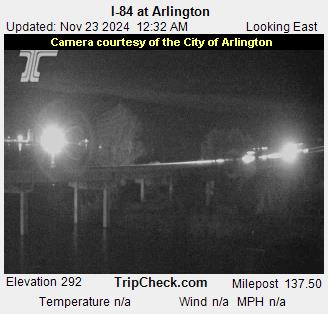 I-84 at Arlington
Updated: Nov 23 2024 12:32 AM Looking East
Camera courtesy of the City of Arlington
Elevation 292 TripCheck.com Milepost 137.50
Temperature n/a Wind n/a MPH n/a